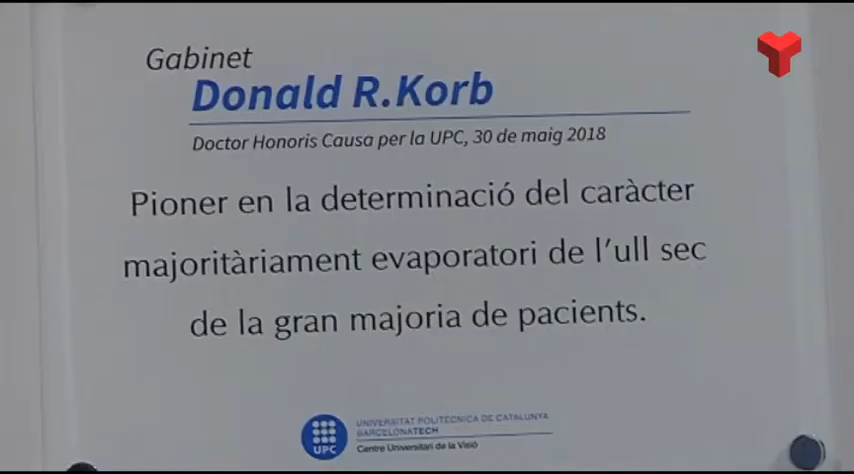 Gabinet
Donald R.Korb
Doctor Honoris Causa per la UPC, 30 de maig 2018
Pioner en la determinació del caràcter
majoritàriament evaporatori de l'ull sec
de la gran majoria de pacients.
UPC
UNIVERSITAT POLITÈCNICA DE CATALUNYA
BARCELONATECH
Centre Universitari de la Visió